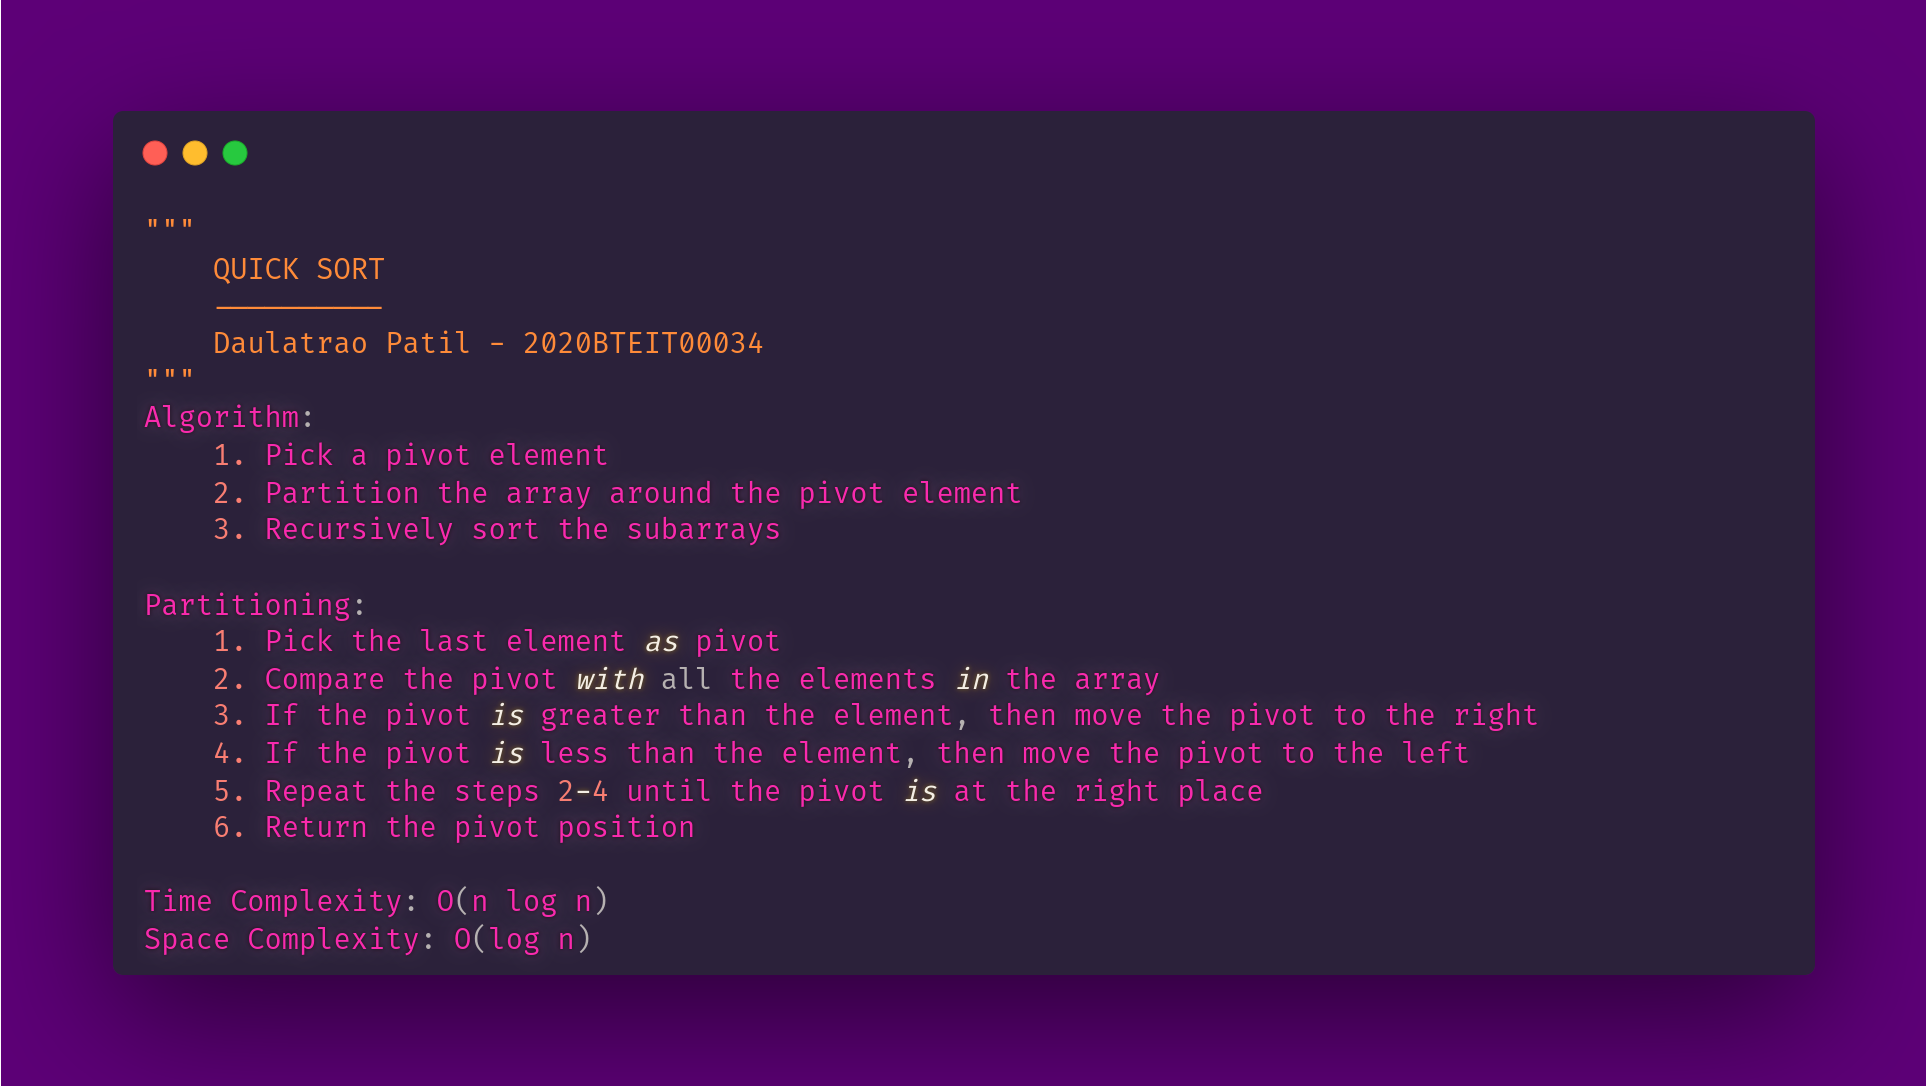 """
    QUICK SORT
    ----------
    Daulatrao Patil - 2020BTEIT00034
"""
Algorithm:
    1. Pick a pivot element
    2. Partition the array around the pivot element
    3. Recursively sort the subarrays

Partitioning:
    1. Pick the last element as pivot
    2. Compare the pivot with all the elements in the array
    3. If the pivot is greater than the element, then move the pivot to the right
    4. If the pivot is less than the element, then move the pivot to the left
    5. Repeat the steps 2-4 until the pivot is at the right place
    6. Return the pivot position

Time Complexity: O(n log n)
Space Complexity: O(log n)